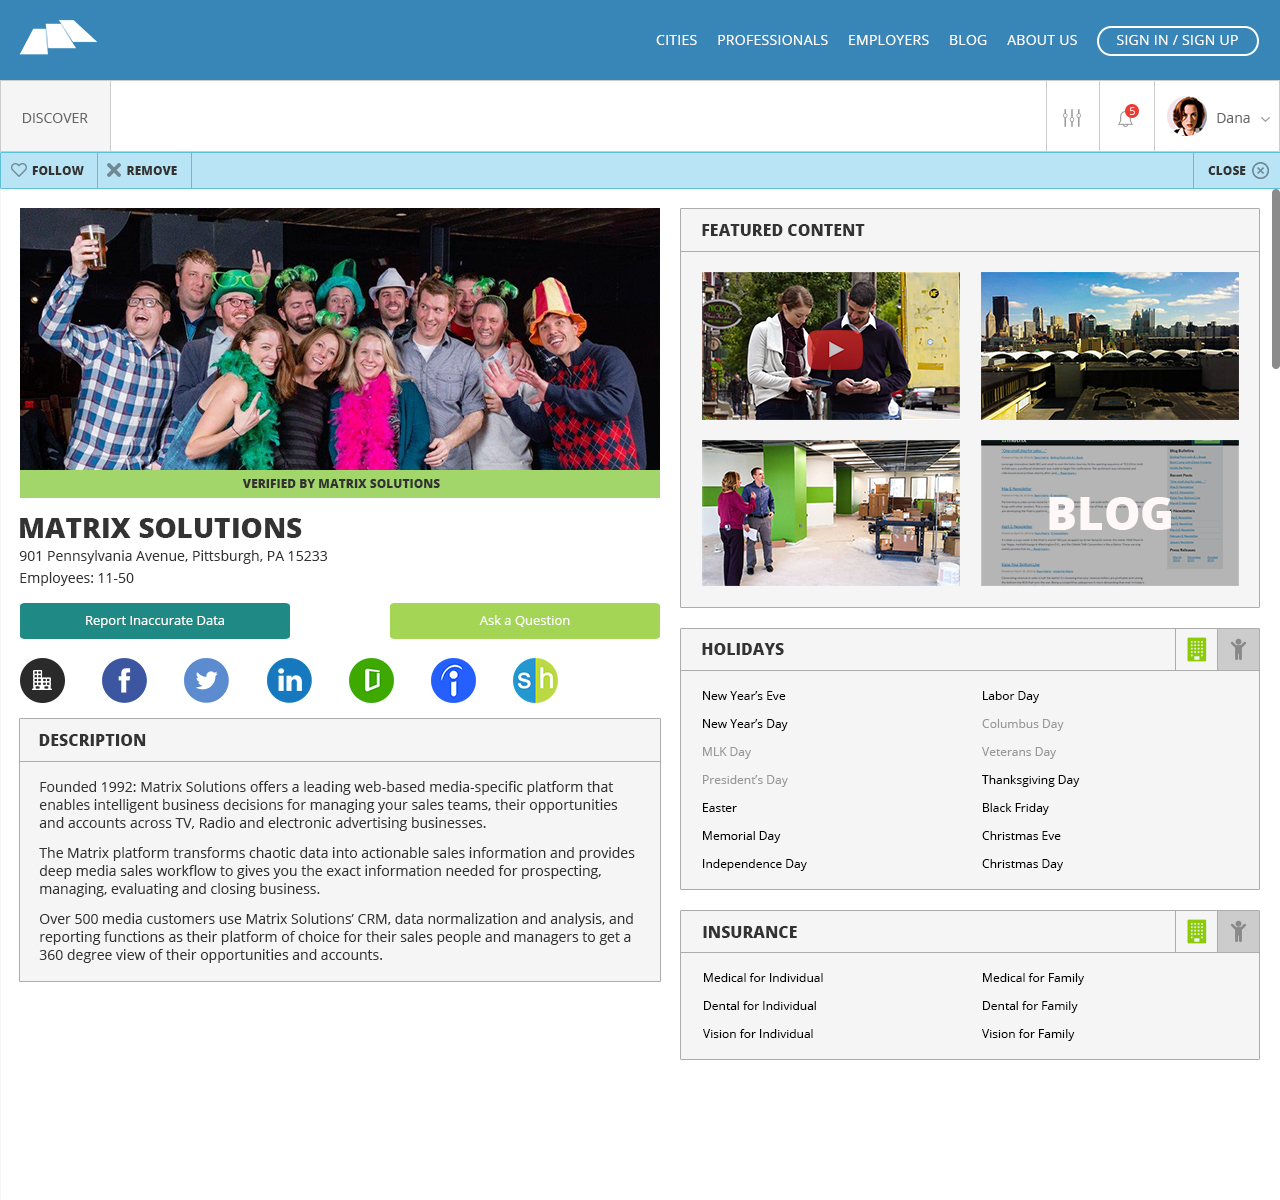 CITIES PROFESSIONALS EMPLOYERS BLOG ABOUT US SIGN IN / SIGN UP
DISCOVER 5 Dana
FOLLOW REMOVE CLOSE
VERIFIED BY MATRIX SOLUTIONS
MATRIX SOLUTIONS
901 Pennsylvania Avenue, Pittsburgh, PA 15233
Employees: 11-50
Report Inaccurate Data Ask a Question
f in s h
DESCRIPTION
Founded 1992: Matrix Solutions offers a leading web-based media-specific platform that
enables intelligent business decisions for managing your sales teams, their opportunities
and accounts across TV, Radio and electronic advertising businesses.
The Matrix platform transforms chaotic data into actionable sales information and provides
deep media sales workflow to gives you the exact information needed for prospecting,
managing, evaluating and closing business.
Over 500 media customers use Matrix Solutions’ CRM, data normalization and analysis, and
reporting functions as their platform of choice for their sales people and managers to get a
360 degree view of their opportunities and accounts.
FEATURED CONTENT
BLOG
HOLIDAYS
New Year’s Eve Labor Day
New Year’s Day Columbus Day
MLK Day Veterans Day
President’s Day Thanksgiving Day
Easter Black Friday
Memorial Day Christmas Eve
Independence Day Christmas Day
INSURANCE
Medical for Individual Medical for Family
Dental for Individual Dental for Family
Vision for Individual Vision for Family